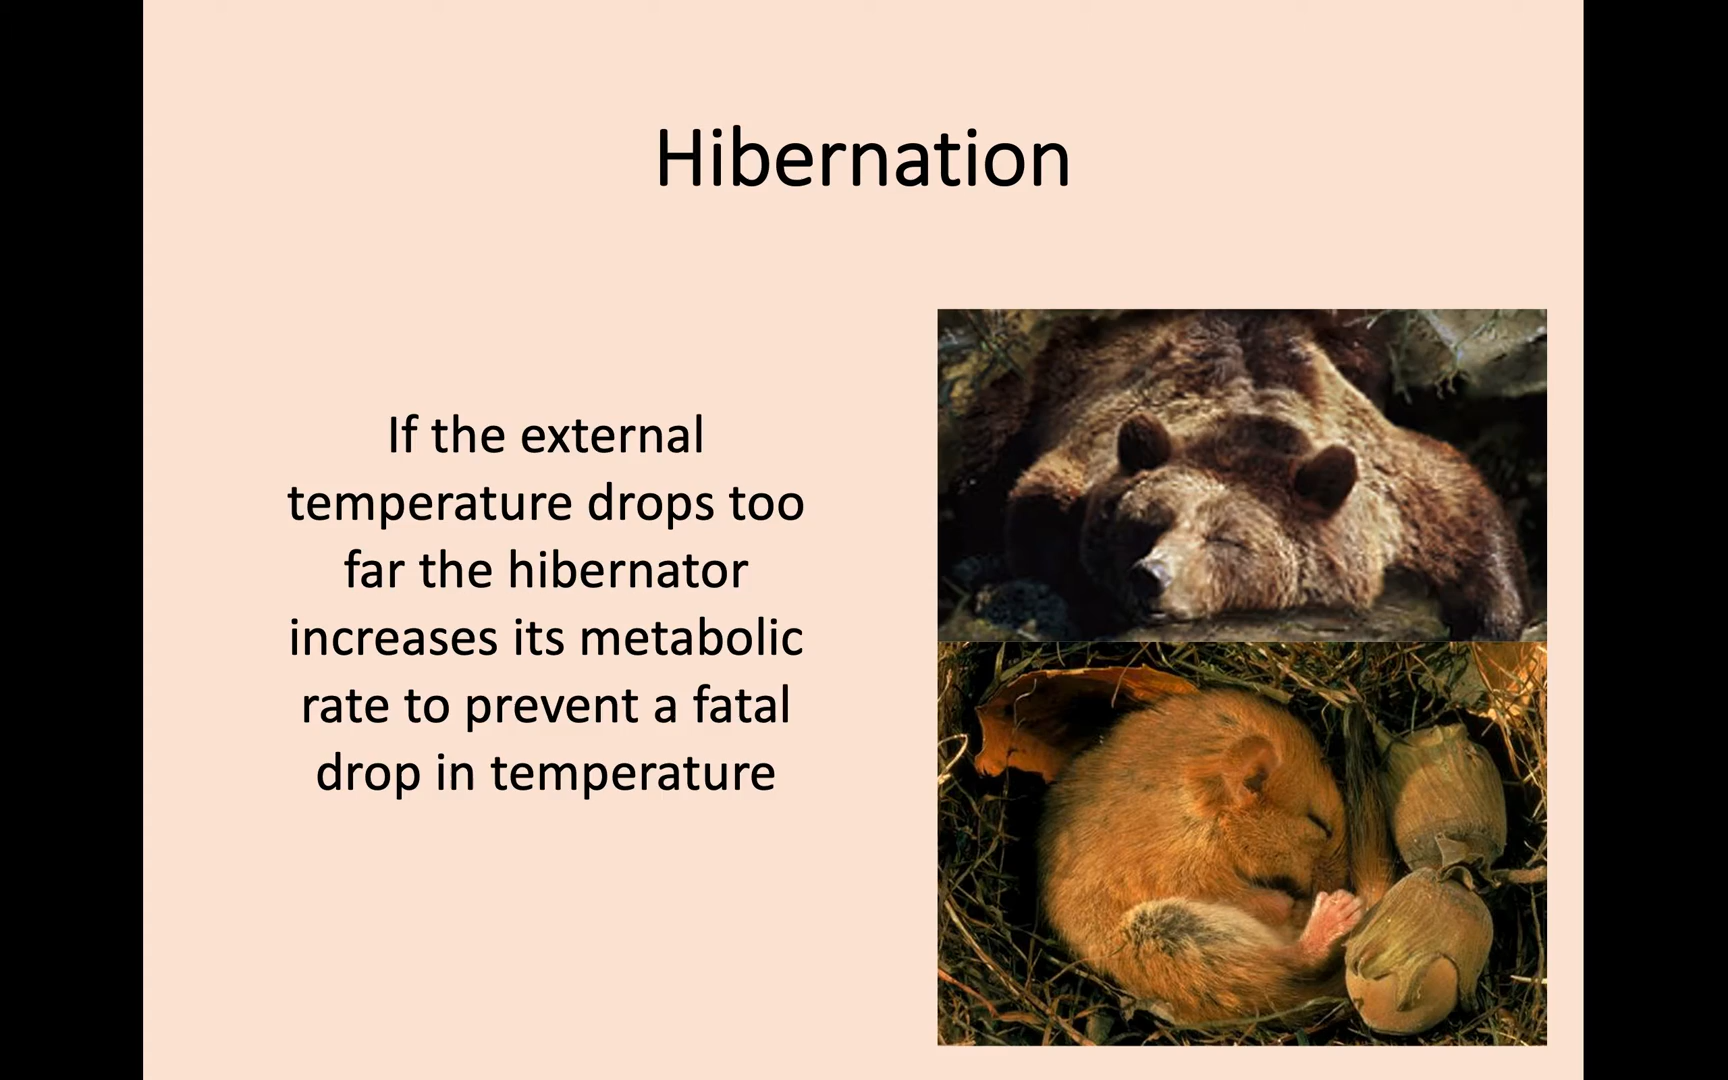 Hibernation
If the external
temperature drops too
far the hibernator
increases its metabolic
rate to prevent a fatal
drop in temperature